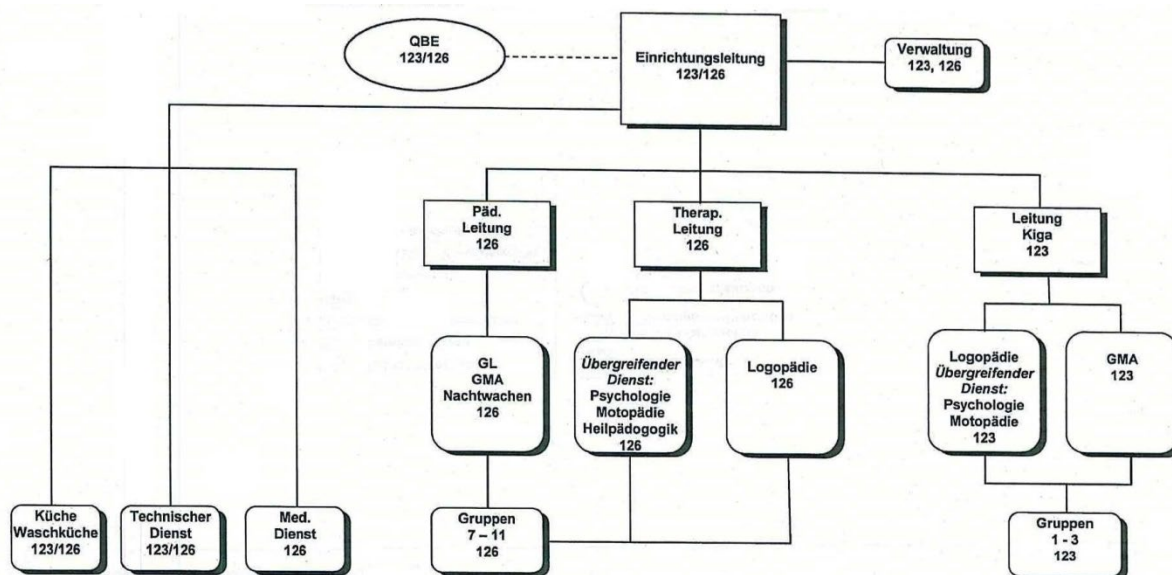 QBE
123/126
Einrichtungsleitung
123/126
Verwaltung
123, 126
Päd.
Leitung
126
Therap.
Leitung
126
Leitung
Kiga
123
GL
GMA
Nachtwachen
126
Übergreifender
Dienst:
Psychologie
Motopädie
Heilpädagogik
126
Logopädie
126
Logopädie
Übergreifender
Dienst:
Psychologie
Motopädie
123
GMA
123
Küche
Waschküche
123/126
Technischer
Dienst
123/126
Med.
Dienst
126
Gruppen
7 – 11
126
Gruppen
1 - 3
123